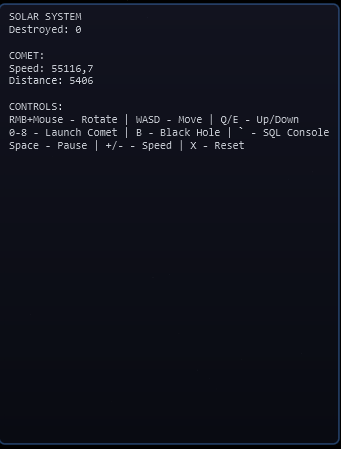 SOLAR SYSTEM
Destroyed: 0
COMET:
Speed: 55116,7
Distance: 5406
CONTROLS:
RMB+Mouse - Rotate | WASD - Move | Q/E - Up/Down
0-8 - Launch Comet | B - Black Hole | ` - SQL Console
Space - Pause | +/- - Speed | X - Reset